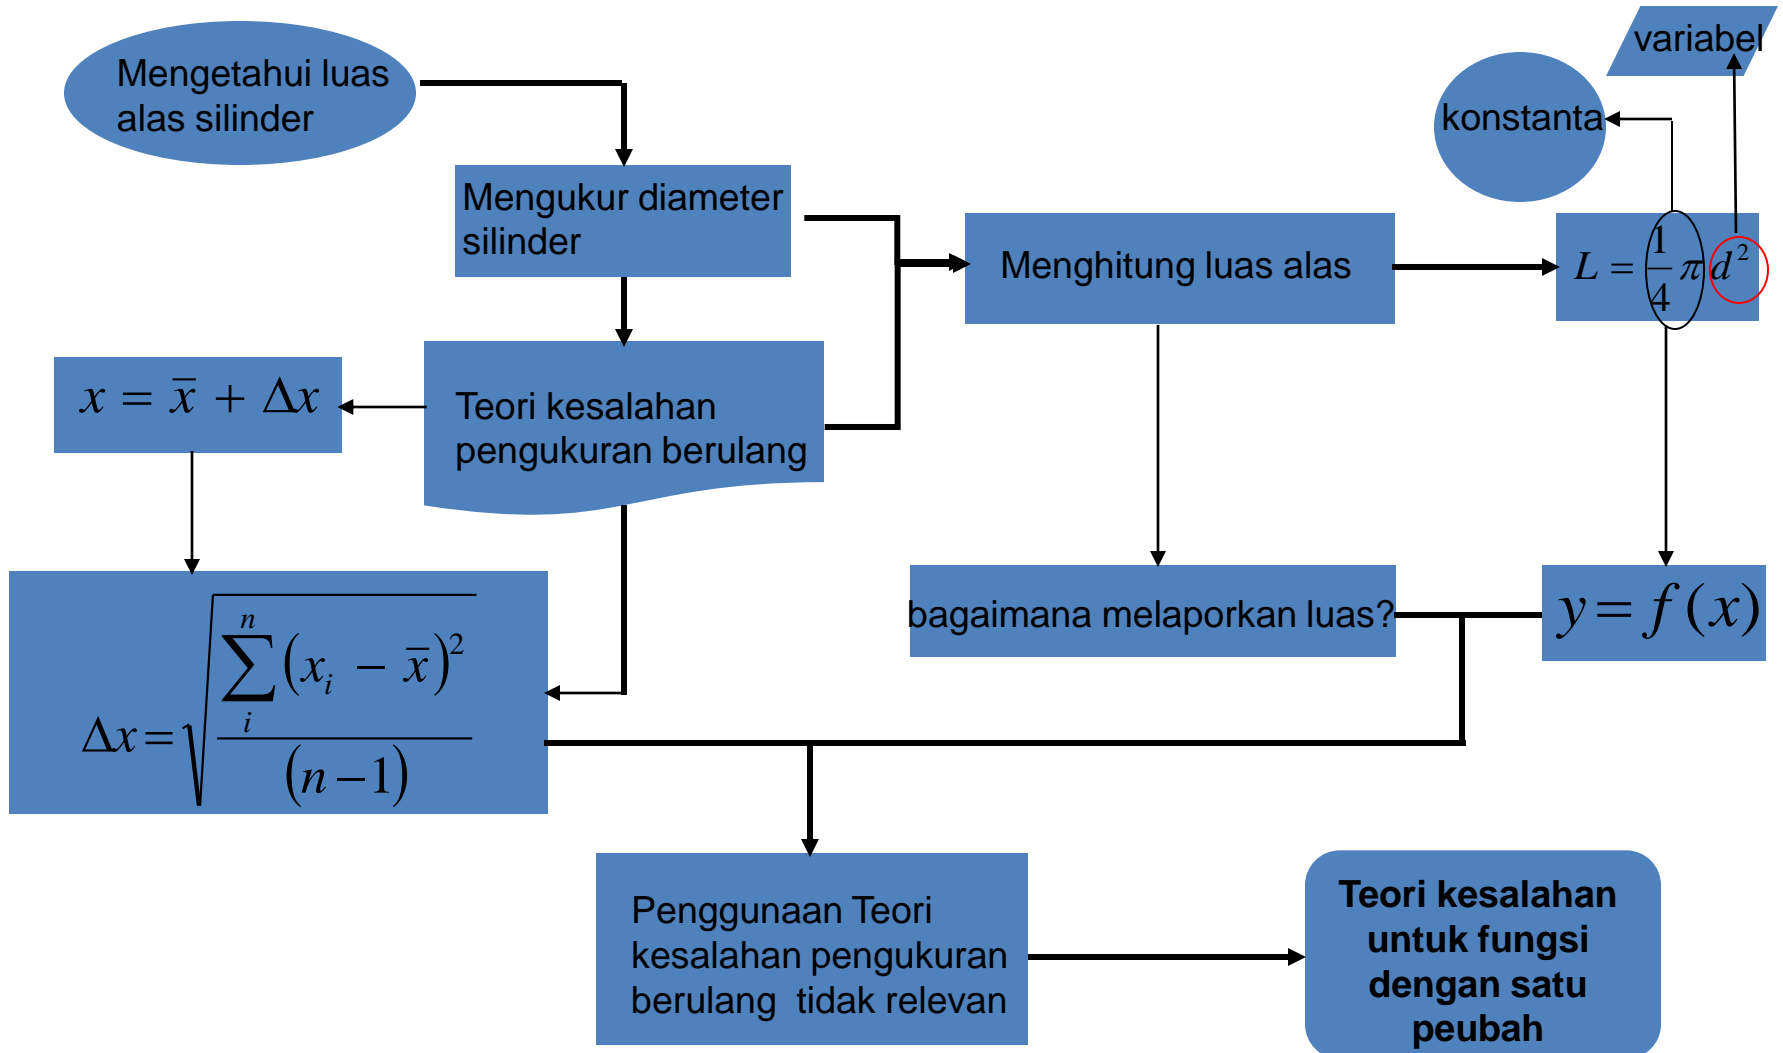 Mengetahui luas
alas silinder
variabel
konstanta
Mengukur diameter
silinder
Menghitung luas alas
L = 1/4 π d²
x = x̄ + Δx
Teori kesalahan
pengukuran berulang
bagaimana melaporkan luas?
y = f(x)
Δx = √(∑ᵢⁿ (xᵢ − x̄)² / (n − 1))
Penggunaan Teori
kesalahan pengukuran
berulang tidak relevan
Teori kesalahan
untuk fungsi
dengan satu
peubah